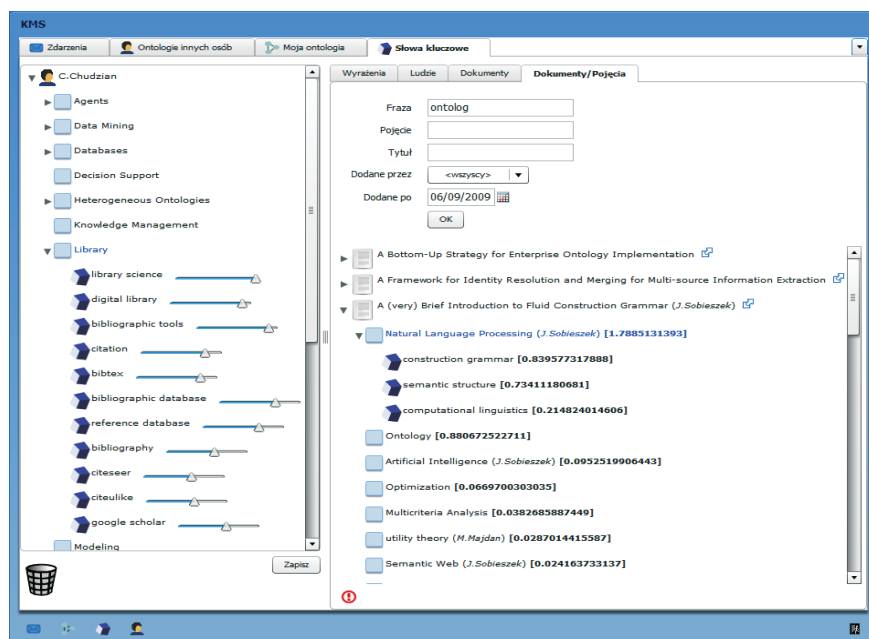 KMS
Zdarzenia
Ontologie innych osób
Moja ontologia
Słowa kluczowe
C.Chudzian
Agents
Data Mining
Databases
Decision Support
Heterogeneous Ontologies
Knowledge Management
Library
library science
digital library
bibliographic tools
citation
bibtex
bibliographic database
reference database
bibliography
citeseer
citeulike
google scholar
Modeling
Zapisz
Wyrażenia
Ludzie
Dokumenty
Dokumenty/Pojęcia
Fraza ontolog
Pojęcie
Tytuł
Dodane przez <wszyscy>
Dodane po 06/09/2009
OK
A Bottom-Up Strategy for Enterprise Ontology Implementation
A Framework for Identity Resolution and Merging for Multi-source Information Extraction
A (very) Brief Introduction to Fluid Construction Grammar (J.Sobieszek)
Natural Language Processing (J.Sobieszek) [1.7885131393]
construction grammar [0.839577317888]
semantic structure [0.73411180681]
computational linguistics [0.214824014606]
Ontology [0.880672522711]
Artificial Intelligence (J.Sobieszek) [0.0952519906443]
Optimization [0.0669700303035]
Multicriteria Analysis [0.0382685887449]
utility theory (M.Majdan) [0.0287014415587]
Semantic Web (J.Sobieszek) [0.024163733137]